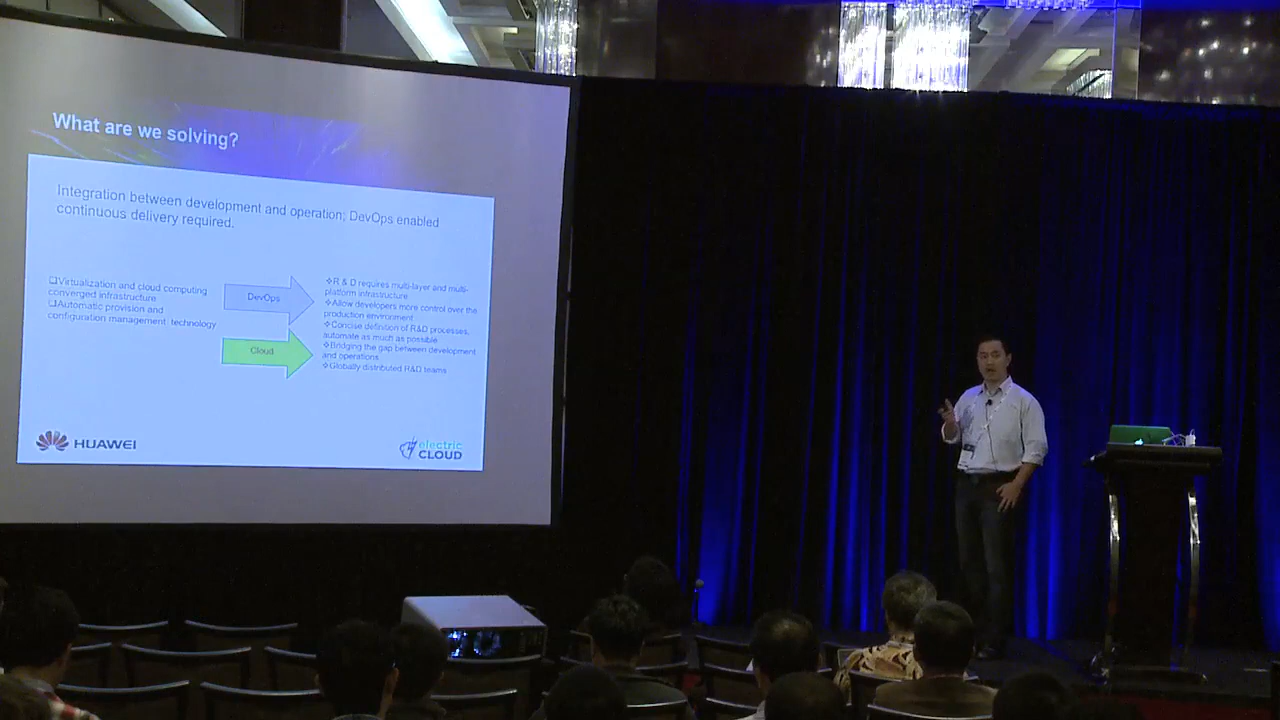 What are we solving?
Integration between development and operation; DevOps enabled
continuous delivery required.
❑Virtualization and cloud computing
converged infrastructure
❑Automatic provision and
configuration management technology
DevOps
Cloud
❖R & D requires multi-layer and multi-
platform infrastructure
❖Allow developers more control over the
production environment
❖Concise definition of R&D processes,
automate as much as possible
❖Bridging the gap between development
and operations
❖Globally distributed R&D teams
HUAWEI
electric
CLOUD